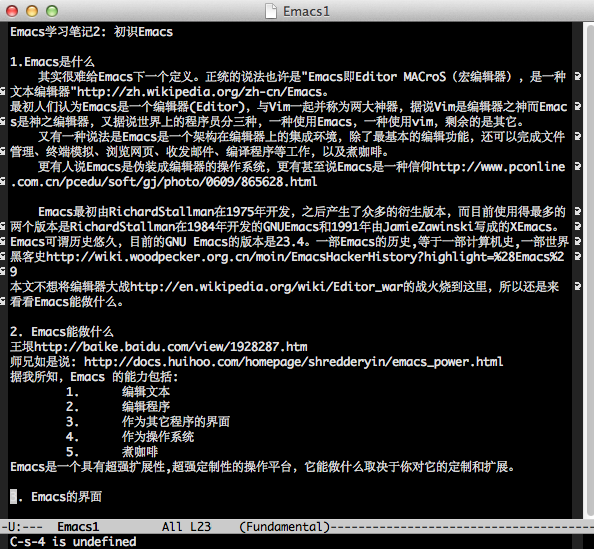 Emacs1
Emacs学习笔记2: 初识Emacs
1.Emacs是什么
其实很难给Emacs下一个定义。正统的说法也许是"Emacs即Editor MACroS（宏编辑器），是一种
文本编辑器"http://zh.wikipedia.org/zh-cn/Emacs。
最初人们认为Emacs是一个编辑器(Editor)，与Vim一起并称为两大神器，据说Vim是编辑器之神而Emac
s是神之编辑器，又据说世界上的程序员分三种，一种使用Emacs，一种使用vim，剩余的是其它。
又有一种说法是Emacs是一个架构在编辑器上的集成环境，除了最基本的编辑功能，还可以完成文件
管理、终端模拟、浏览网页、收发邮件、编译程序等工作，以及煮咖啡。
更有人说Emacs是伪装成编辑器的操作系统，更有甚至说Emacs是一种信仰http://www.pconline
.com.cn/pcedu/soft/gj/photo/0609/865628.html
Emacs最初由RichardStallman在1975年开发，之后产生了众多的衍生版本，而目前使用得最多的
两个版本是RichardStallman在1984年开发的GNUEmacs和1991年由JamieZawinski写成的XEmacs。
Emacs可谓历史悠久，目前的GNU Emacs的版本是23.4。一部Emacs的历史,等于一部计算机史,一部世界
黑客史http://wiki.woodpecker.org.cn/moin/EmacsHackerHistory?highlight=%28Emacs%2
9
本文不想将编辑器大战http://en.wikipedia.org/wiki/Editor_war的战火烧到这里，所以还是来
看看Emacs能做什么。
2. Emacs能做什么
王垠http://baike.baidu.com/view/1928287.htm
师兄如是说: http://docs.huihoo.com/homepage/shredderyin/emacs_power.html
据我所知，Emacs 的能力包括:
1. 编辑文本
2. 编辑程序
3. 作为其它程序的界面
4. 作为操作系统
5. 煮咖啡
Emacs是一个具有超强扩展性,超强定制性的操作平台，它能做什么取决于你对它的定制和扩展。
. Emacs的界面
-U:--- Emacs1 All L23 (Fundamental)-----------------------------------
C-s-4 is undefined